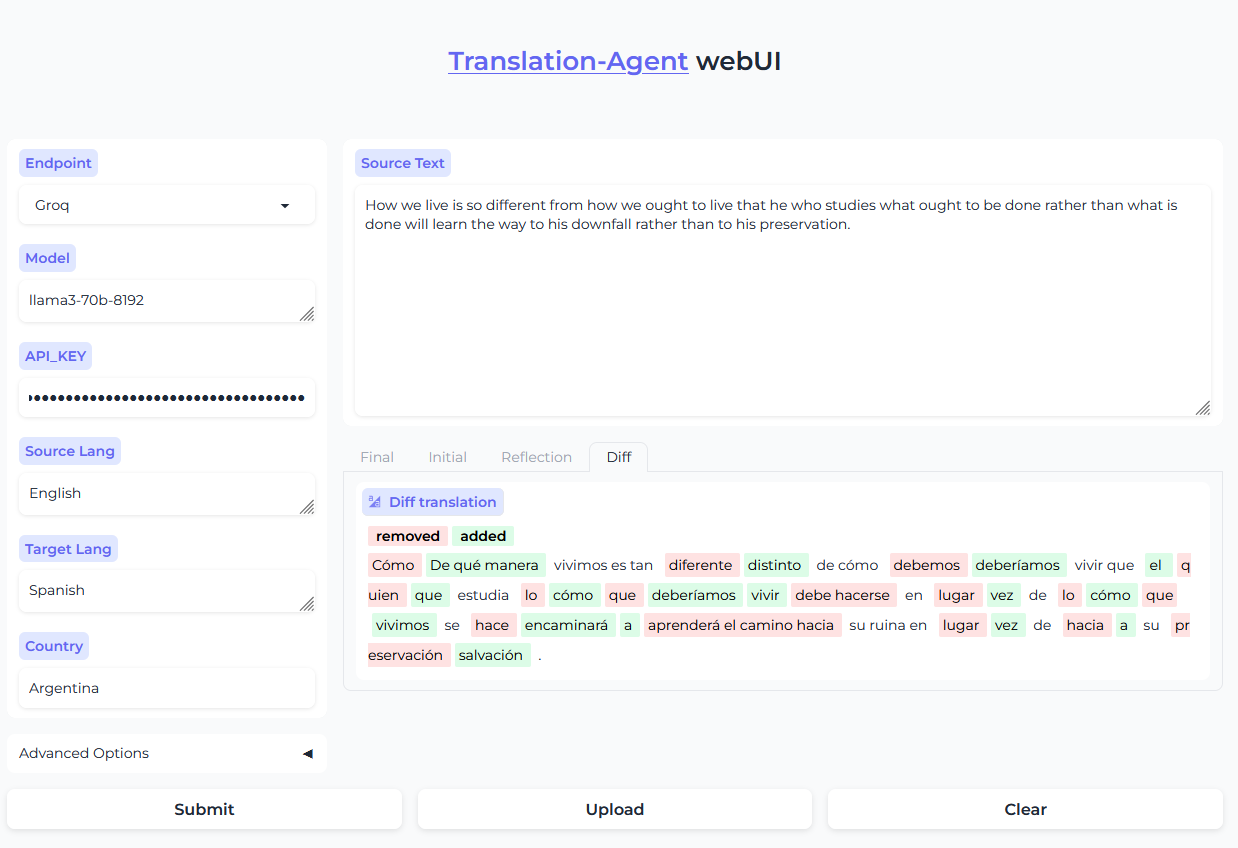 Translation-Agent webUI
Endpoint
Groq
Model
llama3-70b-8192
API_KEY
Source Lang
English
Target Lang
Spanish
Country
Argentina
Advanced Options
Source Text
How we live is so different from how we ought to live that he who studies what ought to be done rather than what is
done will learn the way to his downfall rather than to his preservation.
Final Initial Reflection Diff
Diff translation
removed added
Cómo De qué manera vivimos es tan diferente distinto de cómo debemos deberíamos vivir que el q
uien que estudia lo cómo que deberíamos vivir debe hacerse en lugar vez de lo cómo que
vivimos se hace encaminará a aprenderá el camino hacia su ruina en lugar vez de hacia a su pr
eservación salvación .
Submit Upload Clear